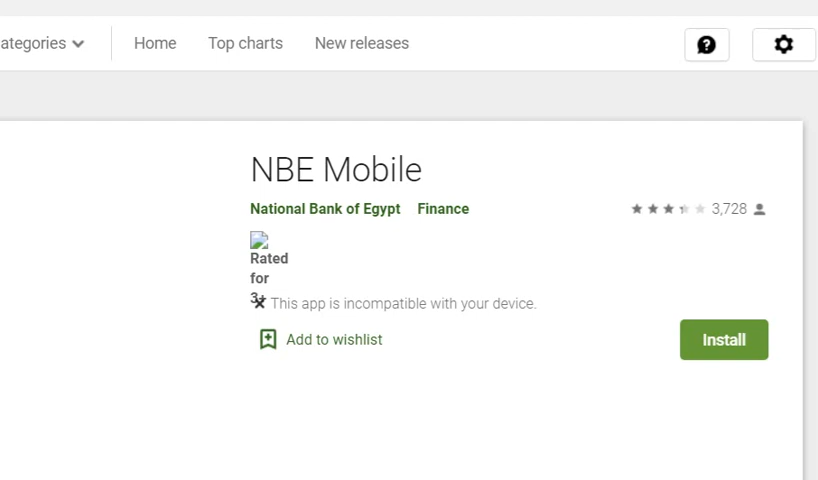 ategories
Home
Top charts
New releases
NBE Mobile
National Bank of Egypt Finance
3,728
Rated
for
3+
This app is incompatible with your device.
Add to wishlist
Install